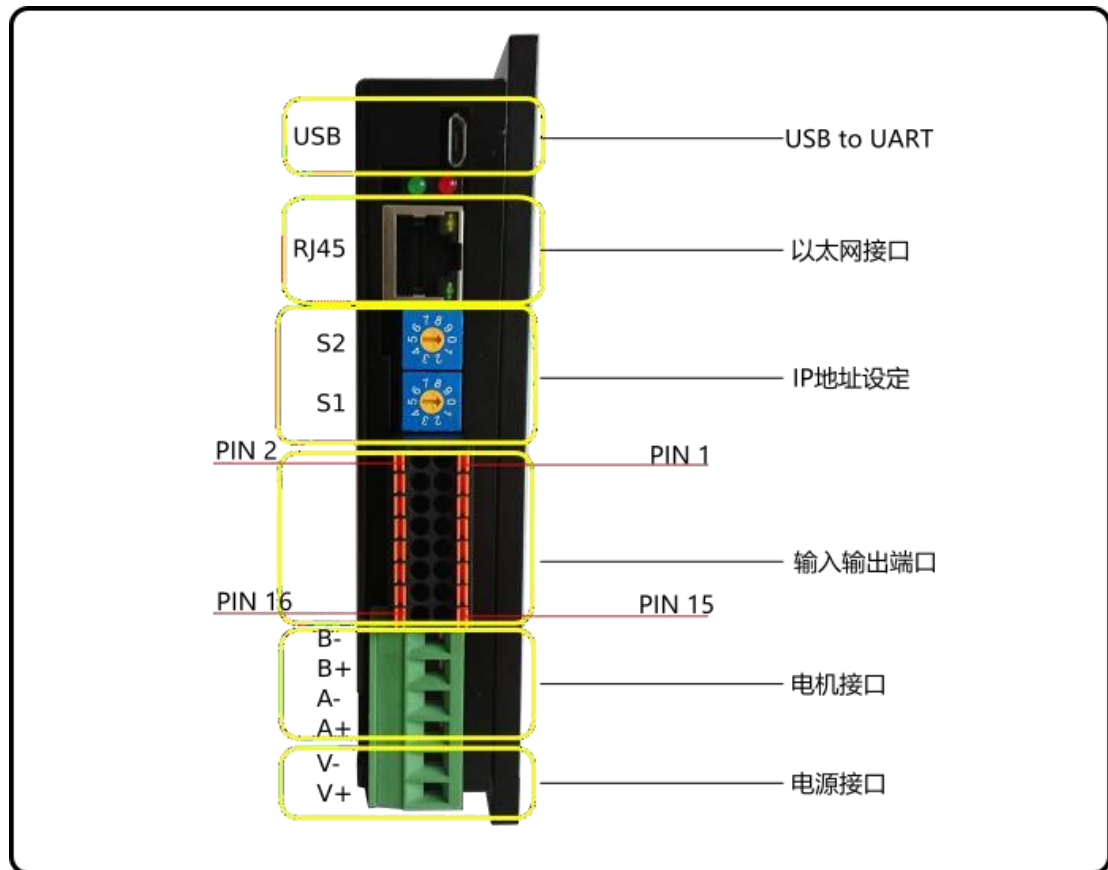 USB
USB to UART
RJ45
以太网接口
S2
S1
IP地址设定
PIN 2
PIN 1
输入输出端口
PIN 16
PIN 15
B-
B+
A-
A+
电机接口
V-
V+
电源接口